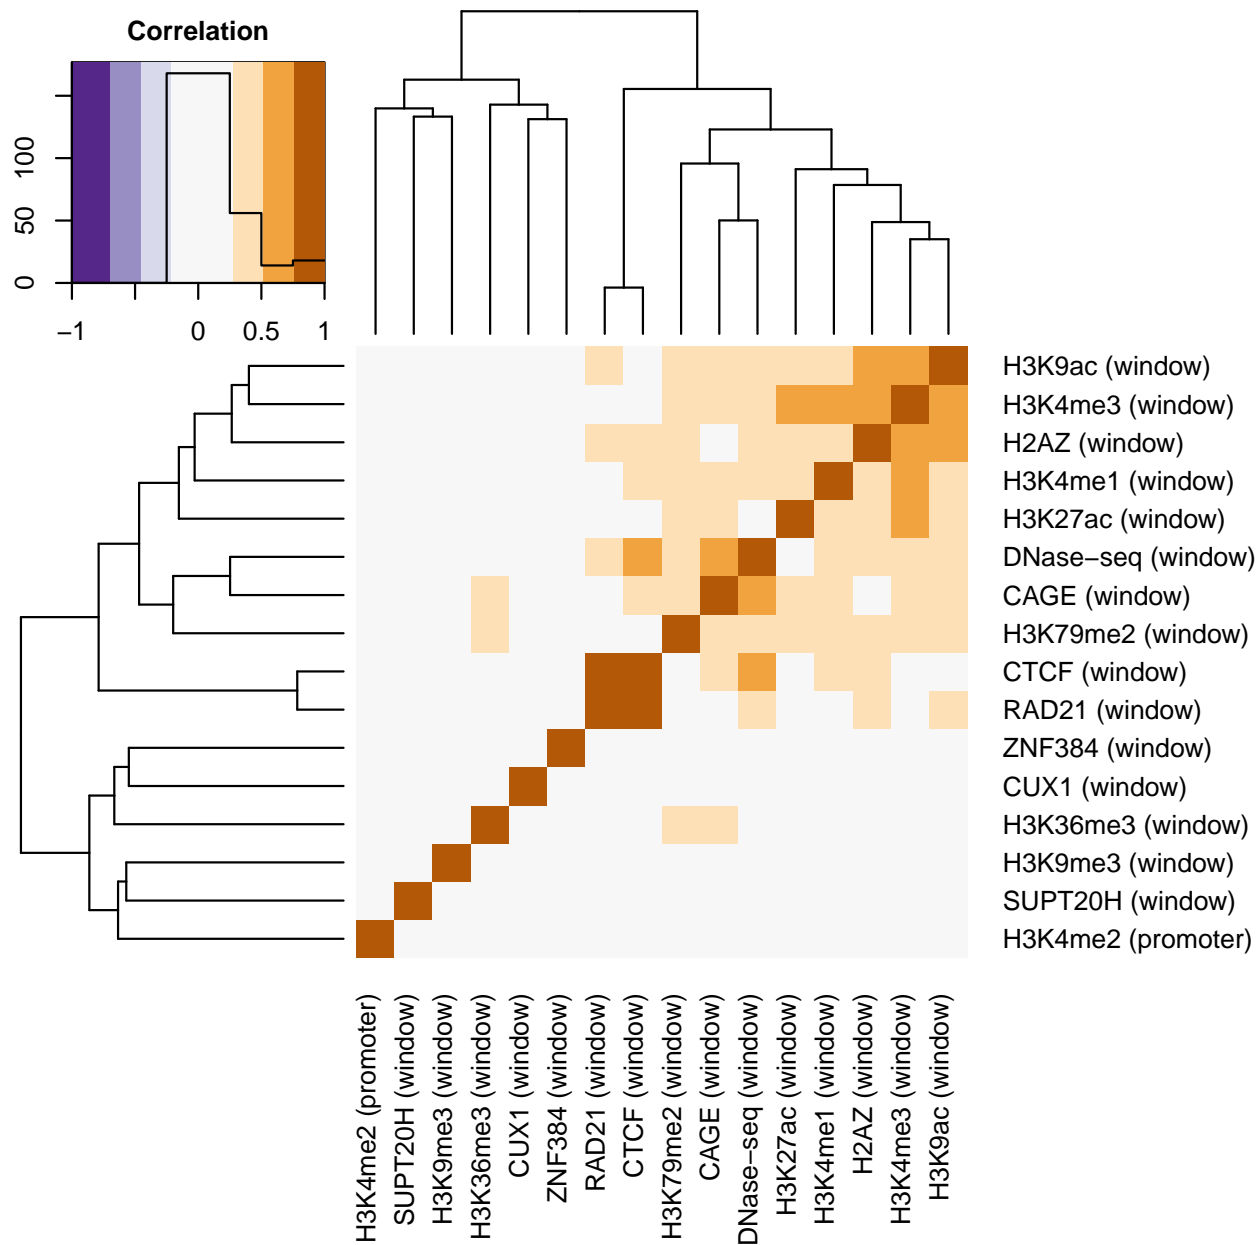 Correlation
0
50
100
−1
0
0.5
1
H3K9ac (window)
H3K4me3 (window)
H2AZ (window)
H3K4me1 (window)
H3K27ac (window)
DNase−seq (window)
CAGE (window)
H3K79me2 (window)
CTCF (window)
RAD21 (window)
ZNF384 (window)
CUX1 (window)
H3K36me3 (window)
H3K9me3 (window)
SUPT20H (window)
H3K4me2 (promoter)
H3K4me2 (promoter)
SUPT20H (window)
H3K9me3 (window)
H3K36me3 (window)
CUX1 (window)
ZNF384 (window)
RAD21 (window)
CTCF (window)
H3K79me2 (window)
CAGE (window)
DNase−seq (window)
H3K27ac (window)
H3K4me1 (window)
H2AZ (window)
H3K4me3 (window)
H3K9ac (window)